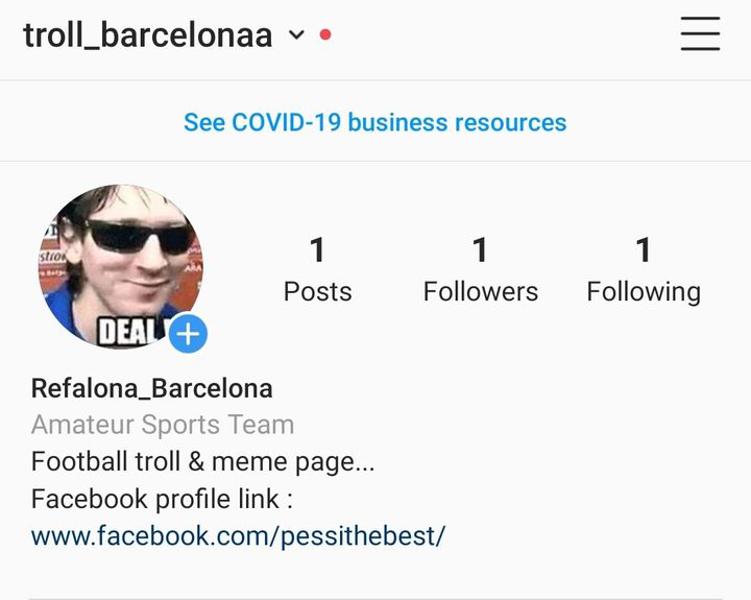 troll_barcelonaa
See COVID-19 business resources
DEAL
1
Posts
1
Followers
1
Following
Refalona_Barcelona
Amateur Sports Team
Football troll & meme page...
Facebook profile link :
www.facebook.com/pessithebest/